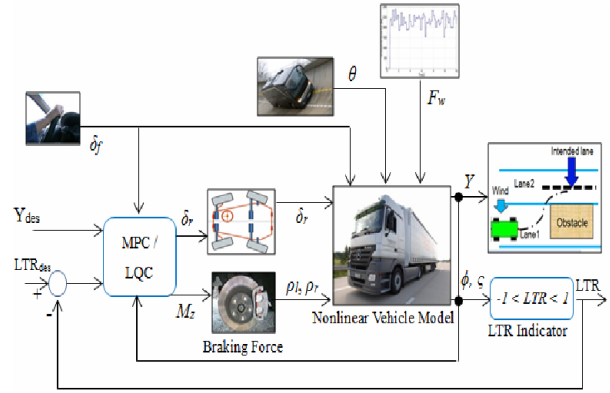 θ
F_w
δ_f
Y
Intended lane
Lane2
Wind
Lane1
Obstacle
Y_des
δ_r
δ_r
MPC /
LQC
LTR_des
+
-
M_z
ρ_l, ρ_r
Braking Force
Nonlinear Vehicle Model
ϕ, ς
-1 < LTR < 1
LTR Indicator
LTR